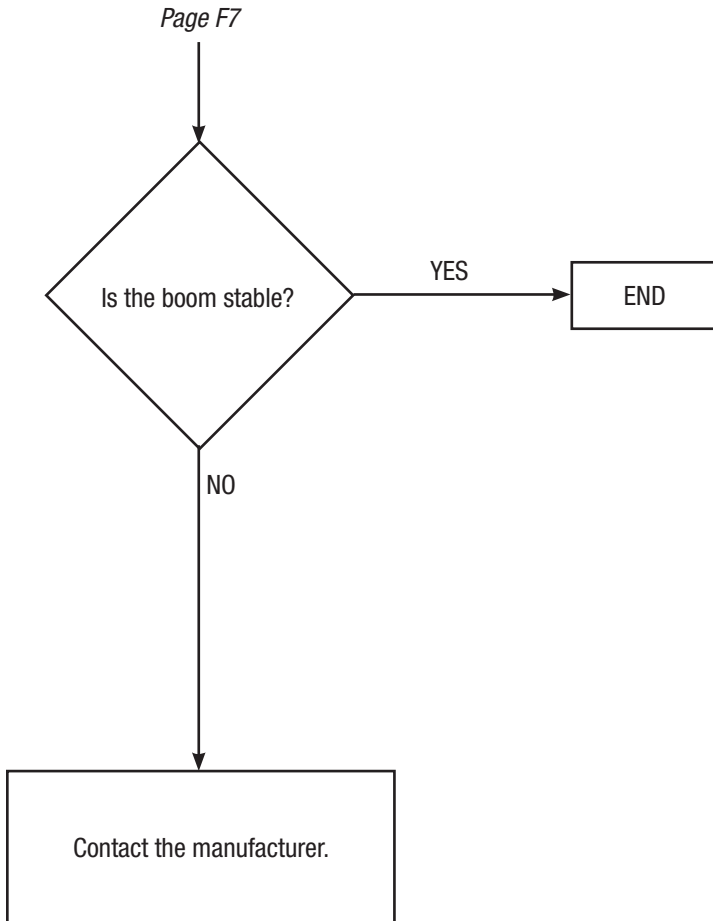 Page F7
Is the boom stable?
YES
END
NO
Contact the manufacturer.